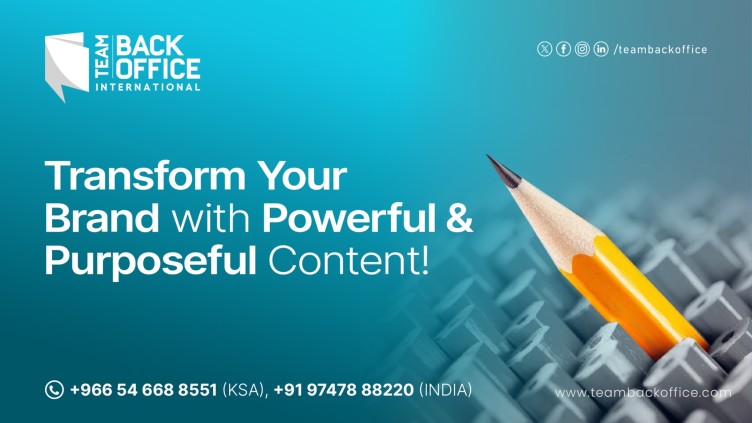 TEAM
BACK
OFFICE
INTERNATIONAL
/teambackoffice
Transform Your
Brand with Powerful &
Purposeful Content!
+966 54 668 8551 (KSA), +91 97478 88220 (INDIA)
www.teambackoffice.com